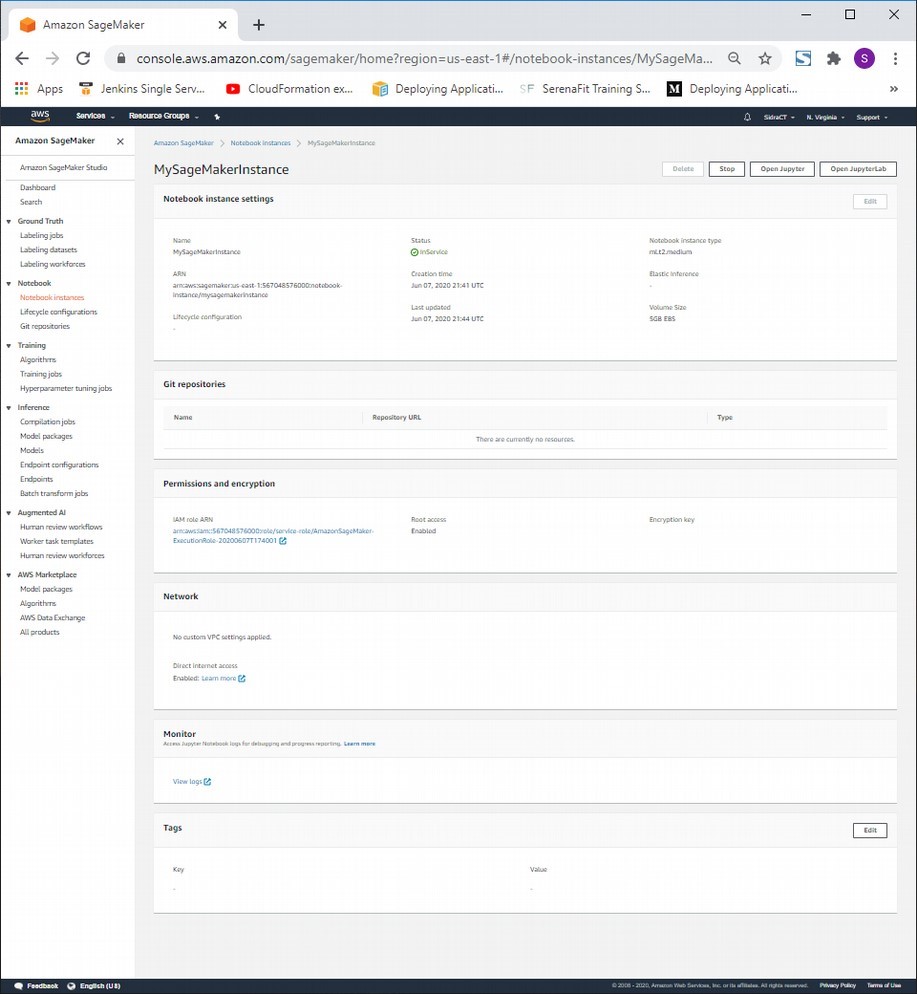 Amazon SageMaker
console.aws.amazon.com/sagemaker/home?region=us-east-1#/notebook-instances/MySageMa...
S
S
Apps Jenkins Single Serv... CloudFormation ex... Deploying Applicati... SF SerenaFit Training S... M Deploying Applicati... »
aws Services Resource Groups SidraCT N. Virginia Support
Amazon SageMaker
Amazon SageMaker Studio
Dashboard
Search
Ground Truth
Labeling jobs
Labeling datasets
Labeling workforces
Notebook
Notebook instances
Lifecycle configurations
Git repositories
Training
Algorithms
Training jobs
Hyperparameter tuning jobs
Inference
Compilation jobs
Model packages
Models
Endpoint configurations
Endpoints
Batch transform jobs
Augmented AI
Human review workflows
Worker task templates
Human review workforces
AWS Marketplace
Model packages
Algorithms
AWS Data Exchange
All products
Amazon SageMaker > Notebook instances > MySageMakerInstance
MySageMakerInstance
Delete Stop Open Jupyter Open JupyterLab
Notebook instance settings
Edit
Name
MySageMakerInstance
ARN
arn:aws:sagemaker:us-east-1:567048576000:notebook-
instance/mysagemakerinstance
Lifecycle configuration
-
Status
InService
Creation time
Jun 07, 2020 21:41 UTC
Last updated
Jun 07, 2020 21:44 UTC
Notebook instance type
ml.t2.medium
Elastic Inference
-
Volume Size
5GB EBS
Git repositories
Name Repository URL Type
There are currently no resources.
Permissions and encryption
IAM role ARN
arn:aws:iam::567048576000:role/service-role/AmazonSageMaker-
ExecutionRole-20200607T174001
Root access
Enabled
Encryption key
Network
No custom VPC settings applied.
Direct internet access
Enabled: Learn more
Monitor
Access Jupyter Notebook logs for debugging and progress reporting. Learn more
View logs
Tags
Edit
Key
-
Value
-
Feedback English (US) © 2008 - 2020, Amazon Web Services, Inc. or its affiliates. All rights reserved. Privacy Policy Terms of Use